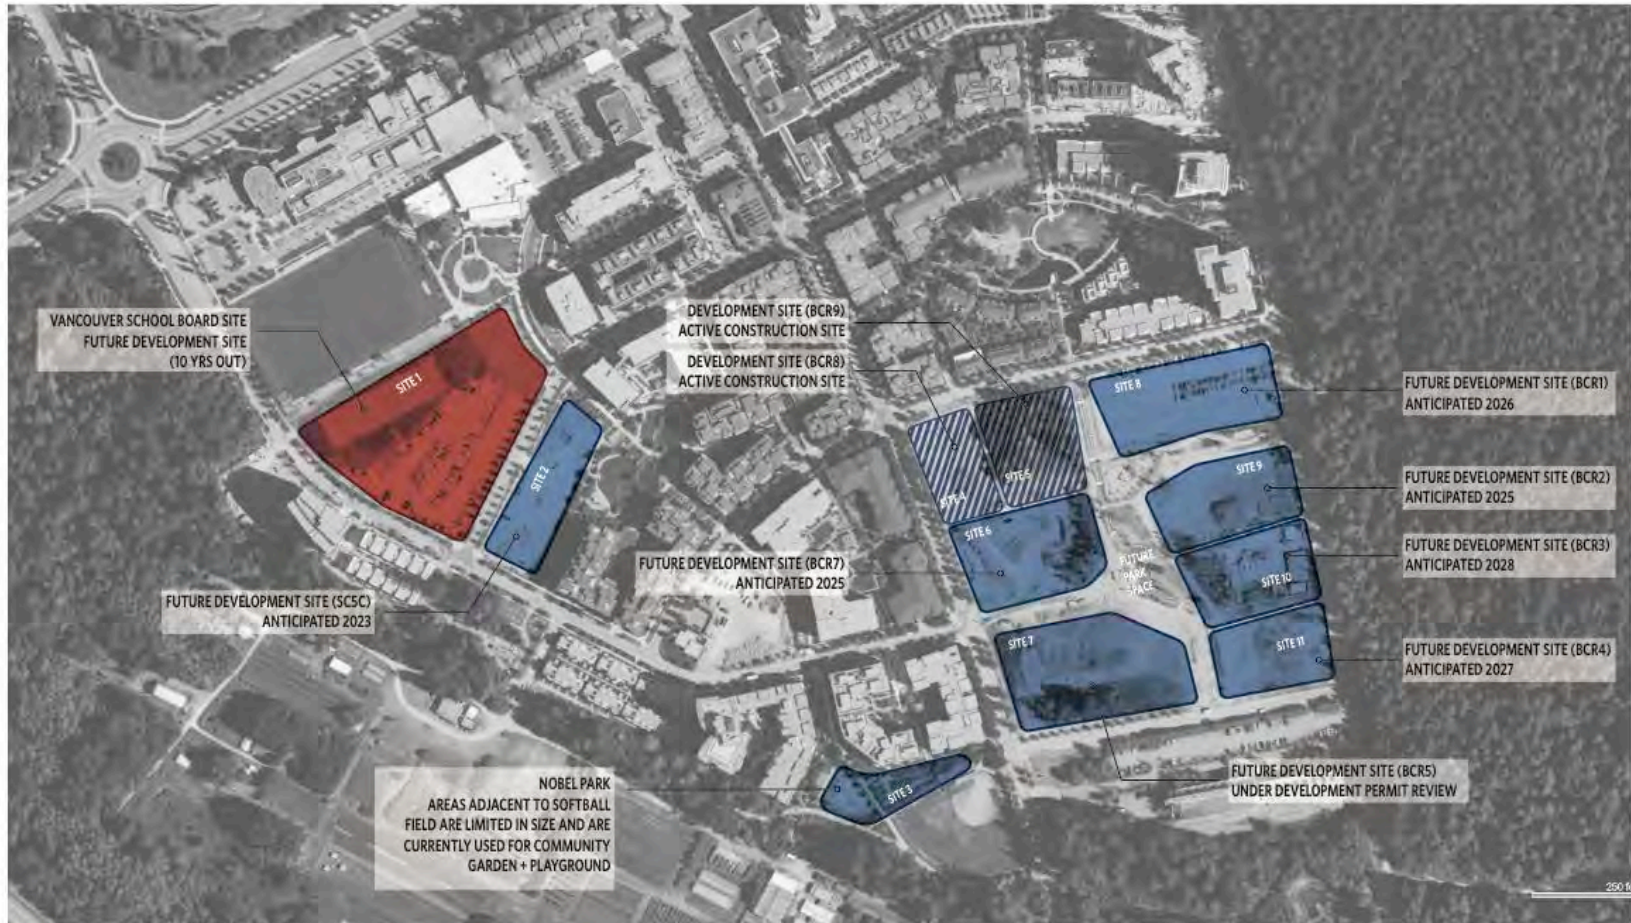 VANCOUVER SCHOOL BOARD SITE
FUTURE DEVELOPMENT SITE
(10 YRS OUT)
SITE 1
SITE 2
FUTURE DEVELOPMENT SITE (SC5C)
ANTICIPATED 2023
DEVELOPMENT SITE (BCR9)
ACTIVE CONSTRUCTION SITE
DEVELOPMENT SITE (BCR8)
ACTIVE CONSTRUCTION SITE
SITE 4
SITE 5
SITE 6
FUTURE DEVELOPMENT SITE (BCR7)
ANTICIPATED 2025
SITE 7
SITE 8
SITE 9
SITE 10
SITE 11
FUTURE
PARK
SPACE
FUTURE DEVELOPMENT SITE (BCR1)
ANTICIPATED 2026
FUTURE DEVELOPMENT SITE (BCR2)
ANTICIPATED 2025
FUTURE DEVELOPMENT SITE (BCR3)
ANTICIPATED 2028
FUTURE DEVELOPMENT SITE (BCR4)
ANTICIPATED 2027
FUTURE DEVELOPMENT SITE (BCR5)
UNDER DEVELOPMENT PERMIT REVIEW
NOBEL PARK
AREAS ADJACENT TO SOFTBALL
FIELD ARE LIMITED IN SIZE AND ARE
CURRENTLY USED FOR COMMUNITY
GARDEN + PLAYGROUND
SITE 3
250